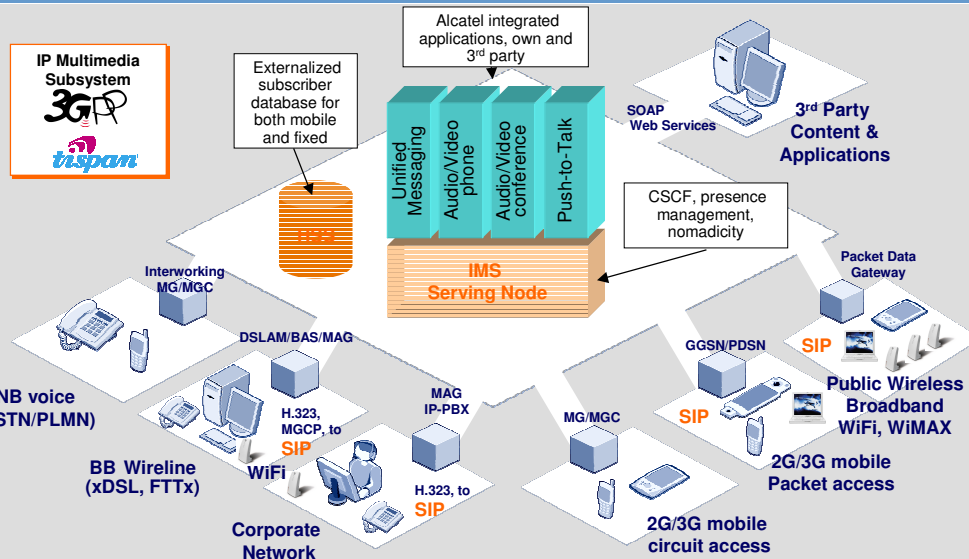 Alcatel integrated
applications, own and
3rd party
IP Multimedia
Subsystem
3GPP
tispan
Externalized
subscriber
database for
both mobile
and fixed
HSS
Unified
Messaging
Audio/Video
phone
Audio/Video
conference
Push-to-Talk
IMS
Serving Node
SOAP
Web Services
3rd Party
Content &
Applications
CSCF, presence
management,
nomadicity
Interworking
MG/MGC
NB voice
STN/PLMN)
DSLAM/BAS/MAG
H.323,
MGCP, to
SIP
WiFi
BB Wireline
(xDSL, FTTx)
MAG
IP-PBX
H.323, to
SIP
Corporate
Network
MG/MGC
2G/3G mobile
circuit access
GGSN/PDSN
SIP
2G/3G mobile
Packet access
Packet Data
Gateway
SIP
Public Wireless
Broadband
WiFi, WiMAX